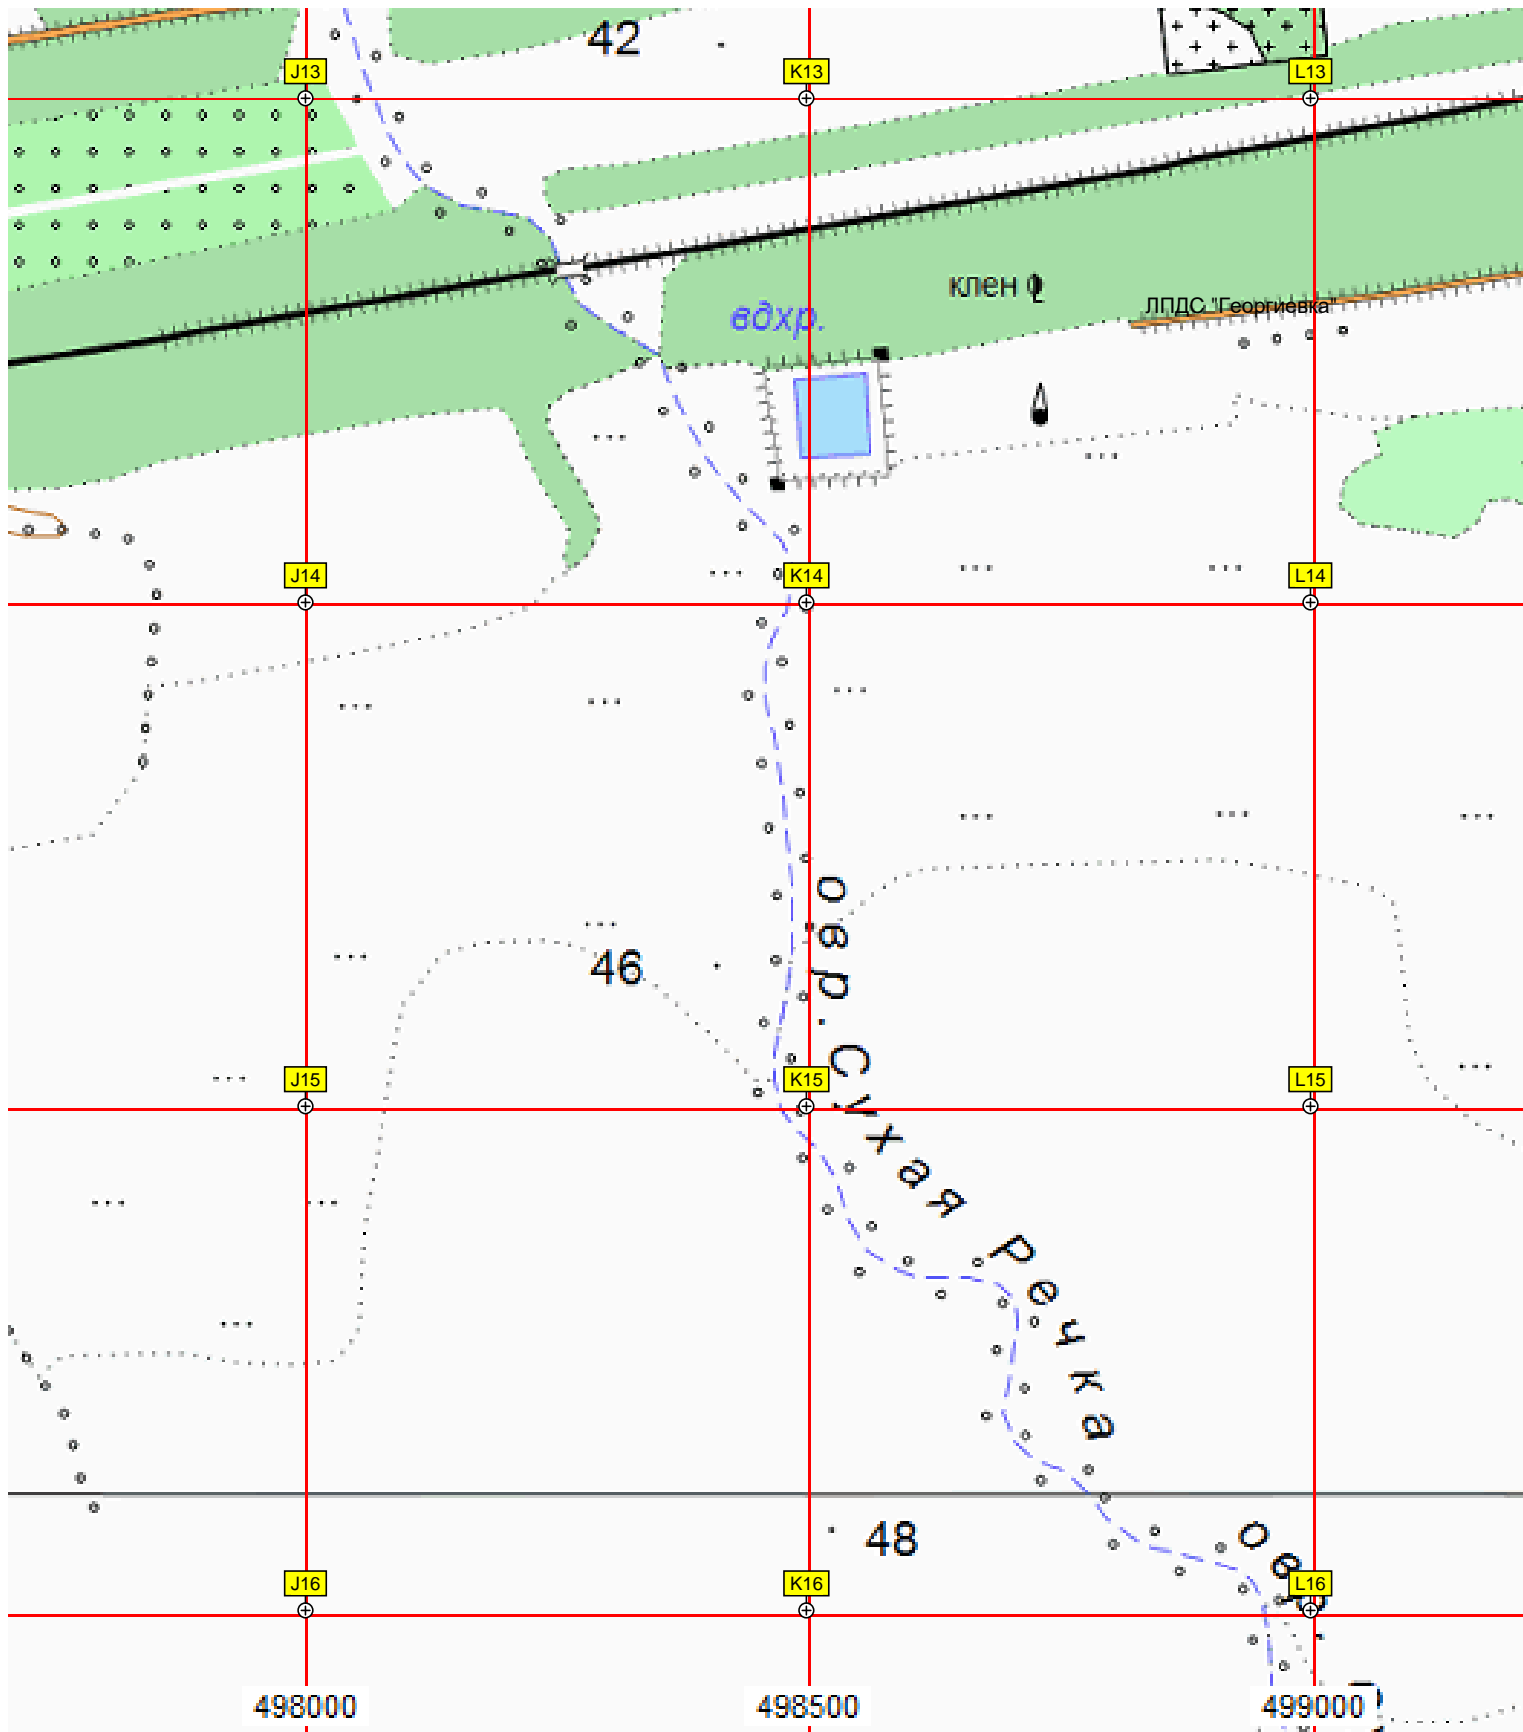 42
J13
K13
L13
клен
ЛПДС "Георгиевка"
вдхр.
J14
K14
L14
46
овр. Сухая Речка
J15
K15
L15
48
J16
K16
L16
498000
498500
499000